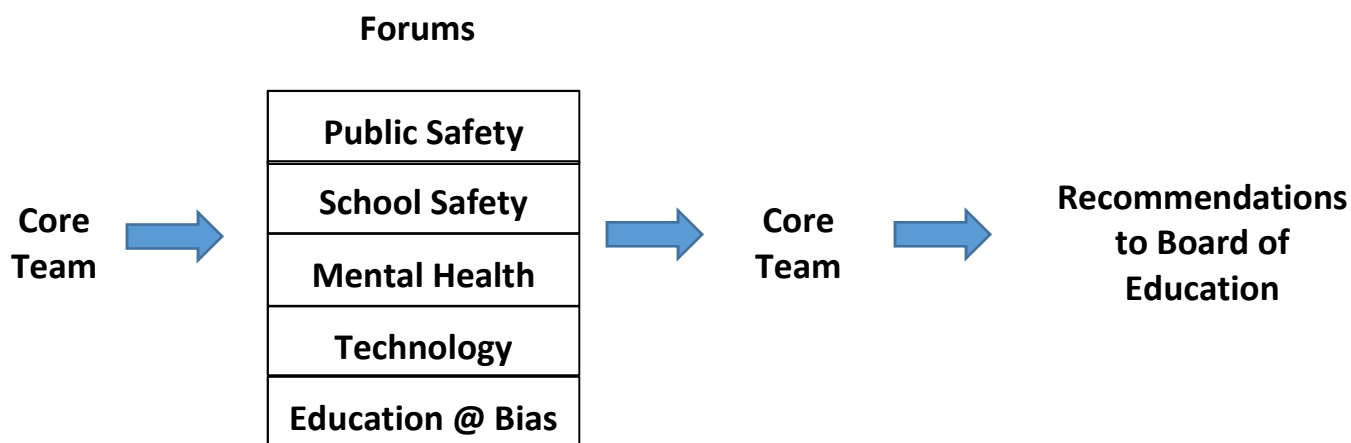 Forums
Core
Team
Public Safety
School Safety
Mental Health
Technology
Education @ Bias
Core
Team
Recommendations
to Board of
Education